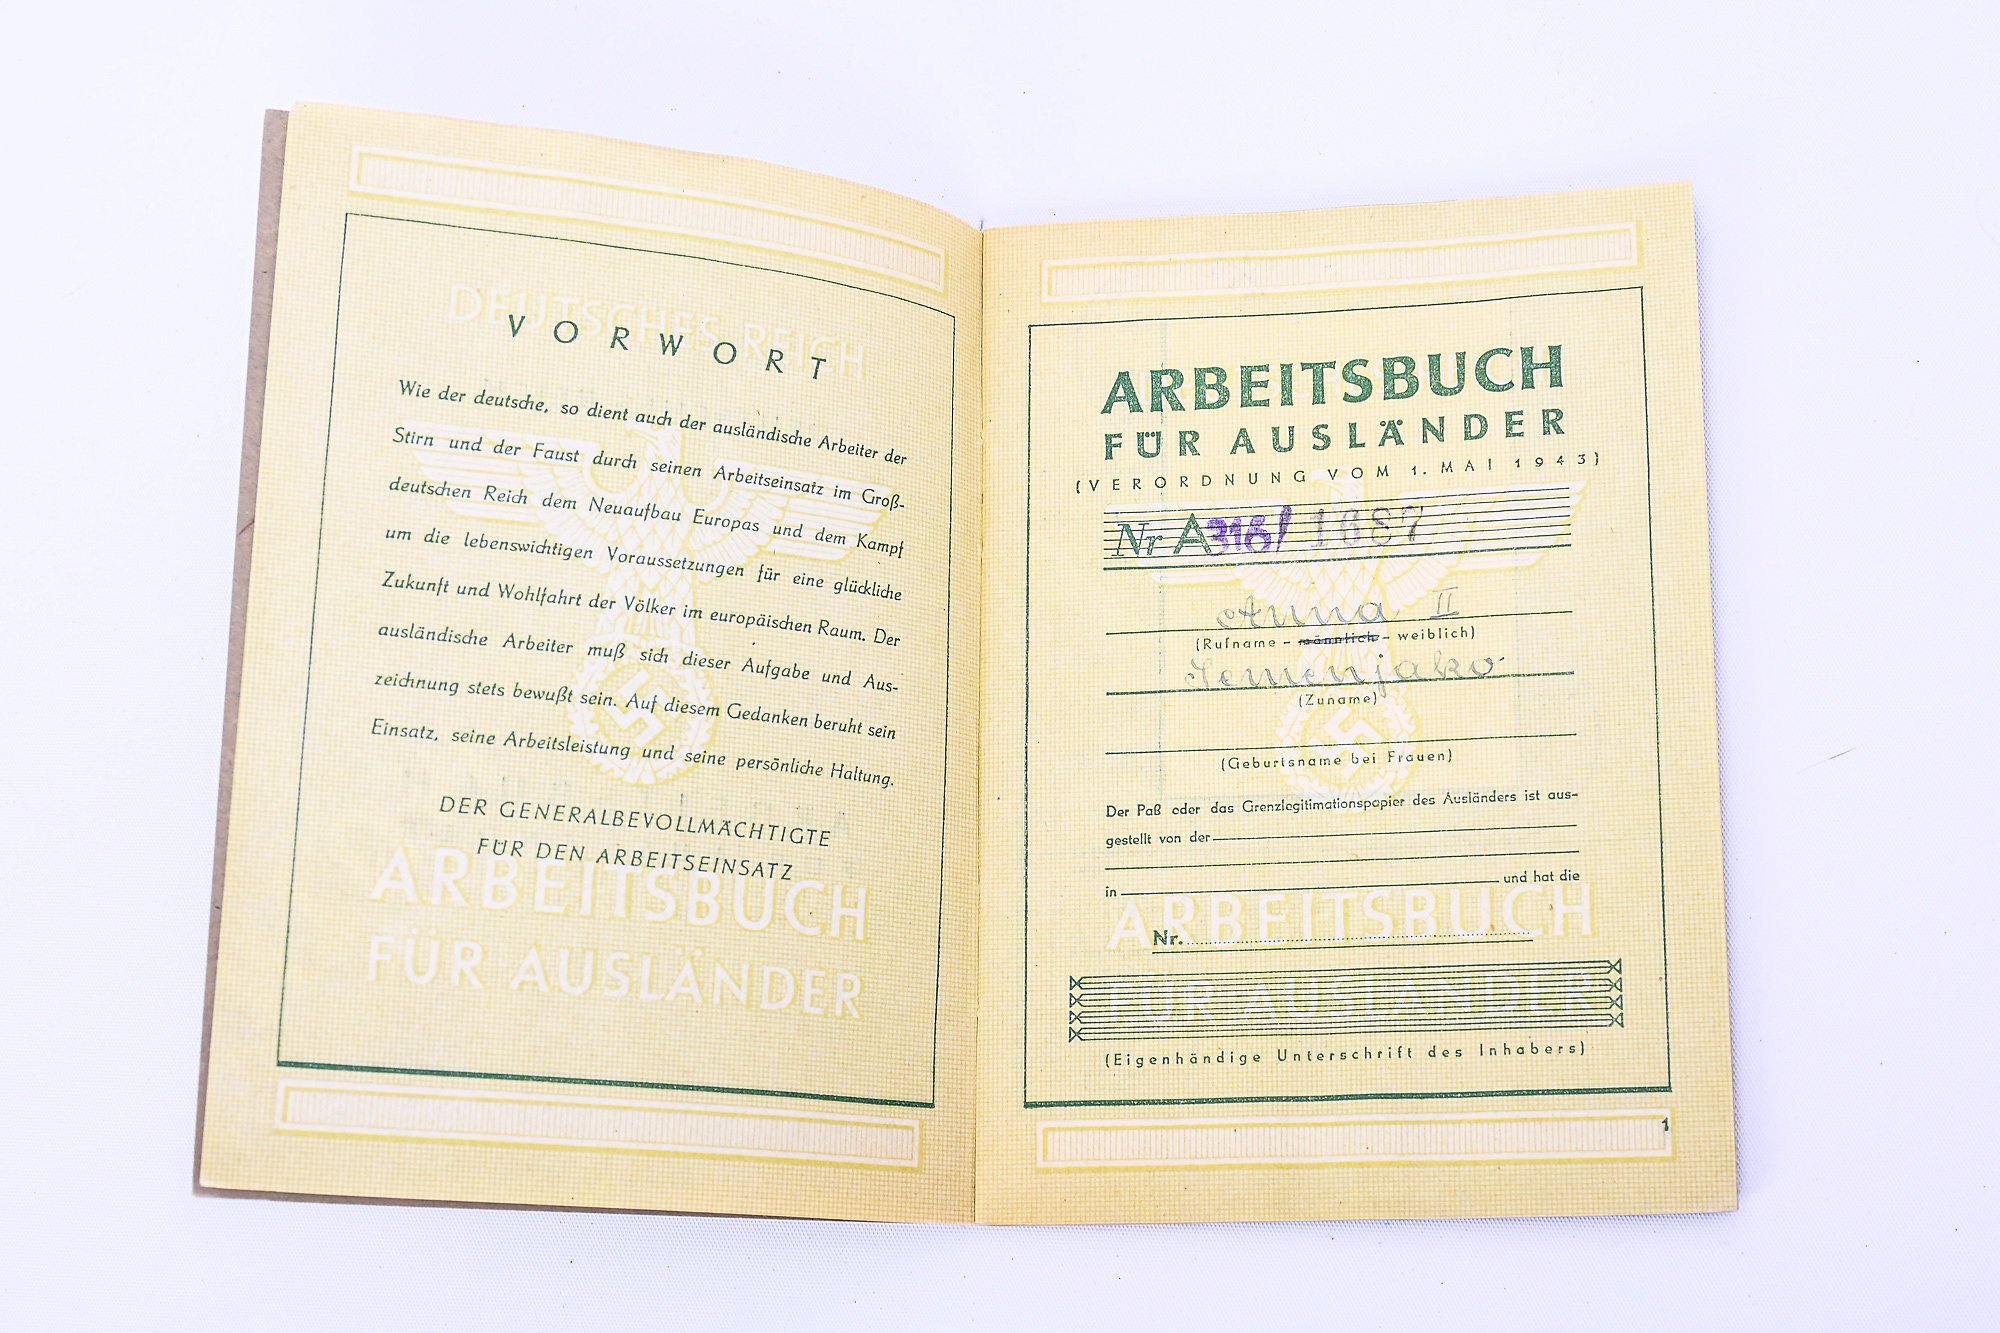 DEUTSCHES REICH
VORWORT
Wie der deutsche, so dient auch der ausländische Arbeiter der
Stirn und der Faust durch seinen Arbeitseinsatz im Groß-
deutschen Reich dem Neuaufbau Europas und dem Kampf
um die lebenswichtigen Voraussetzungen für eine glückliche
Zukunft und Wohlfahrt der Völker im europäischen Raum. Der
ausländische Arbeiter muß sich dieser Aufgabe und Aus-
zeichnung stets bewußt sein. Auf diesem Gedanken beruht sein
Einsatz, seine Arbeitsleistung und seine persönliche Haltung.
DER GENERALBEVOLLMÄCHTIGTE
FÜR DEN ARBEITSEINSATZ
ARBEITSBUCH
FÜR AUSLÄNDER
ARBEITSBUCH
FÜR AUSLÄNDER
(VERORDNUNG VOM 1. MAI 1943)
Nr A 316/ 1687
Anna II
(Rufname - männlich - weiblich)
Jemenjako
(Zuname)
(Geburtsname bei Frauen)
Der Paß oder das Grenzlegitimationspapier des Ausländers ist aus-
gestellt von der
in und hat die
ARBEITSBUCH
Nr.
FÜR AUSLÄNDER
(Eigenhändige Unterschrift des Inhabers)
1